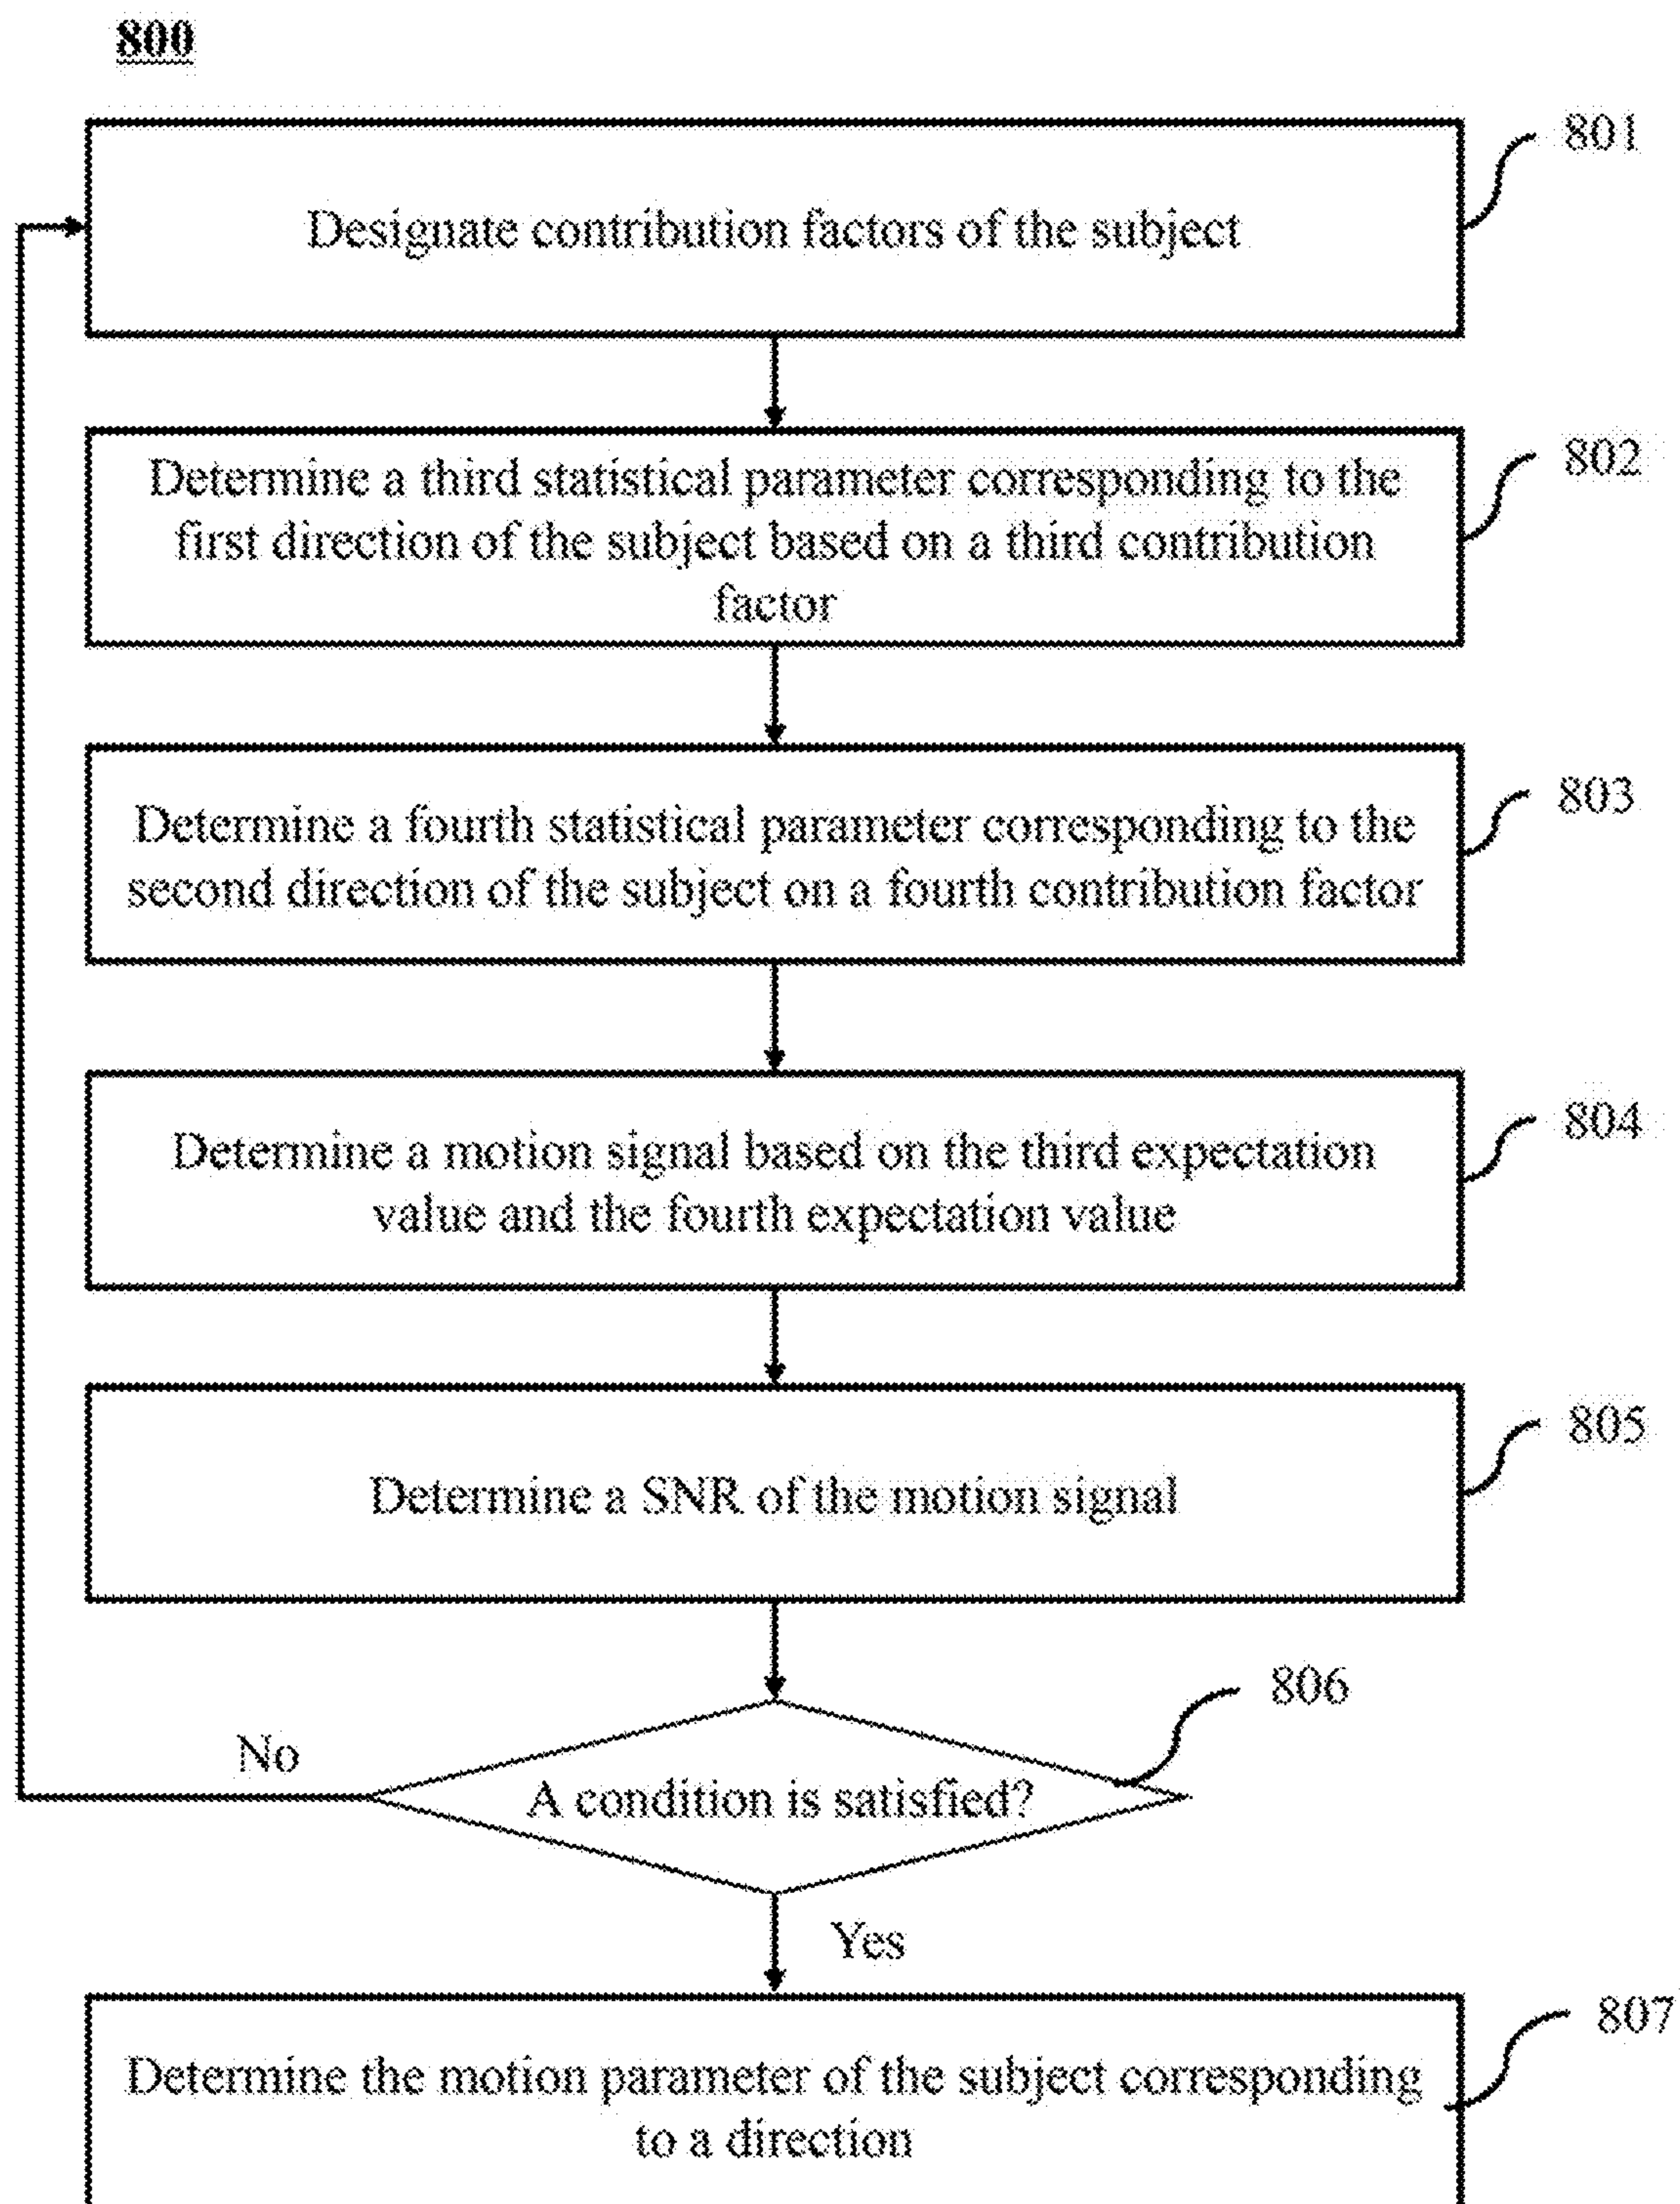 800
801
Designate contribution factors of the subject
802
Determine a third statistical parameter corresponding to the
first direction of the subject based on a third contribution
factor
803
Determine a fourth statistical parameter corresponding to the
second direction of the subject on a fourth contribution factor
804
Determine a motion signal based on the third expectation
value and the fourth expectation value
805
Determine a SNR of the motion signal
806
No
A condition is satisfied?
Yes
807
Determine the motion parameter of the subject corresponding
to a direction